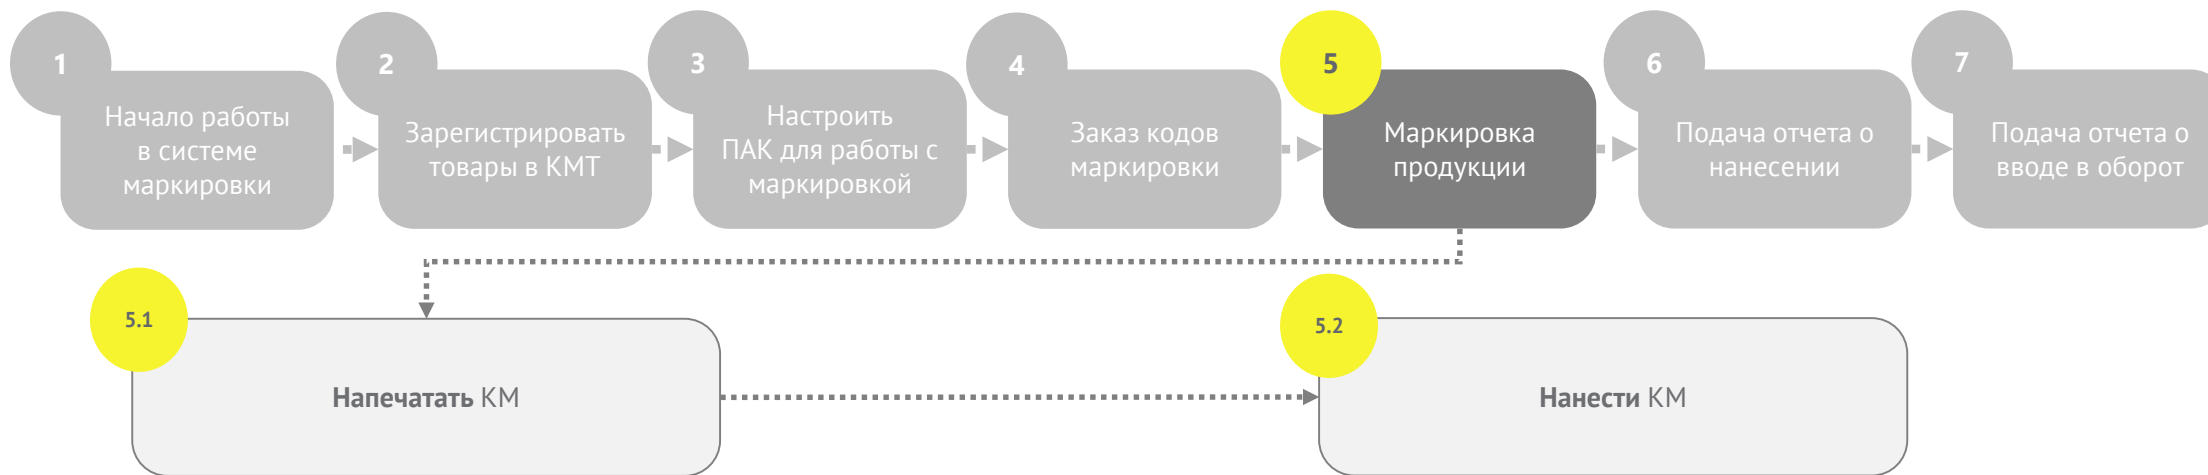 1
Начало работы
в системе
маркировки
2
Зарегистрировать
товары в КМТ
3
Настроить
ПАК для работы с
маркировкой
4
Заказ кодов
маркировки
5
Маркировка
продукции
6
Подача отчета о
нанесении
7
Подача отчета о
вводе в оборот
5.1
Напечатать КМ
5.2
Нанести КМ